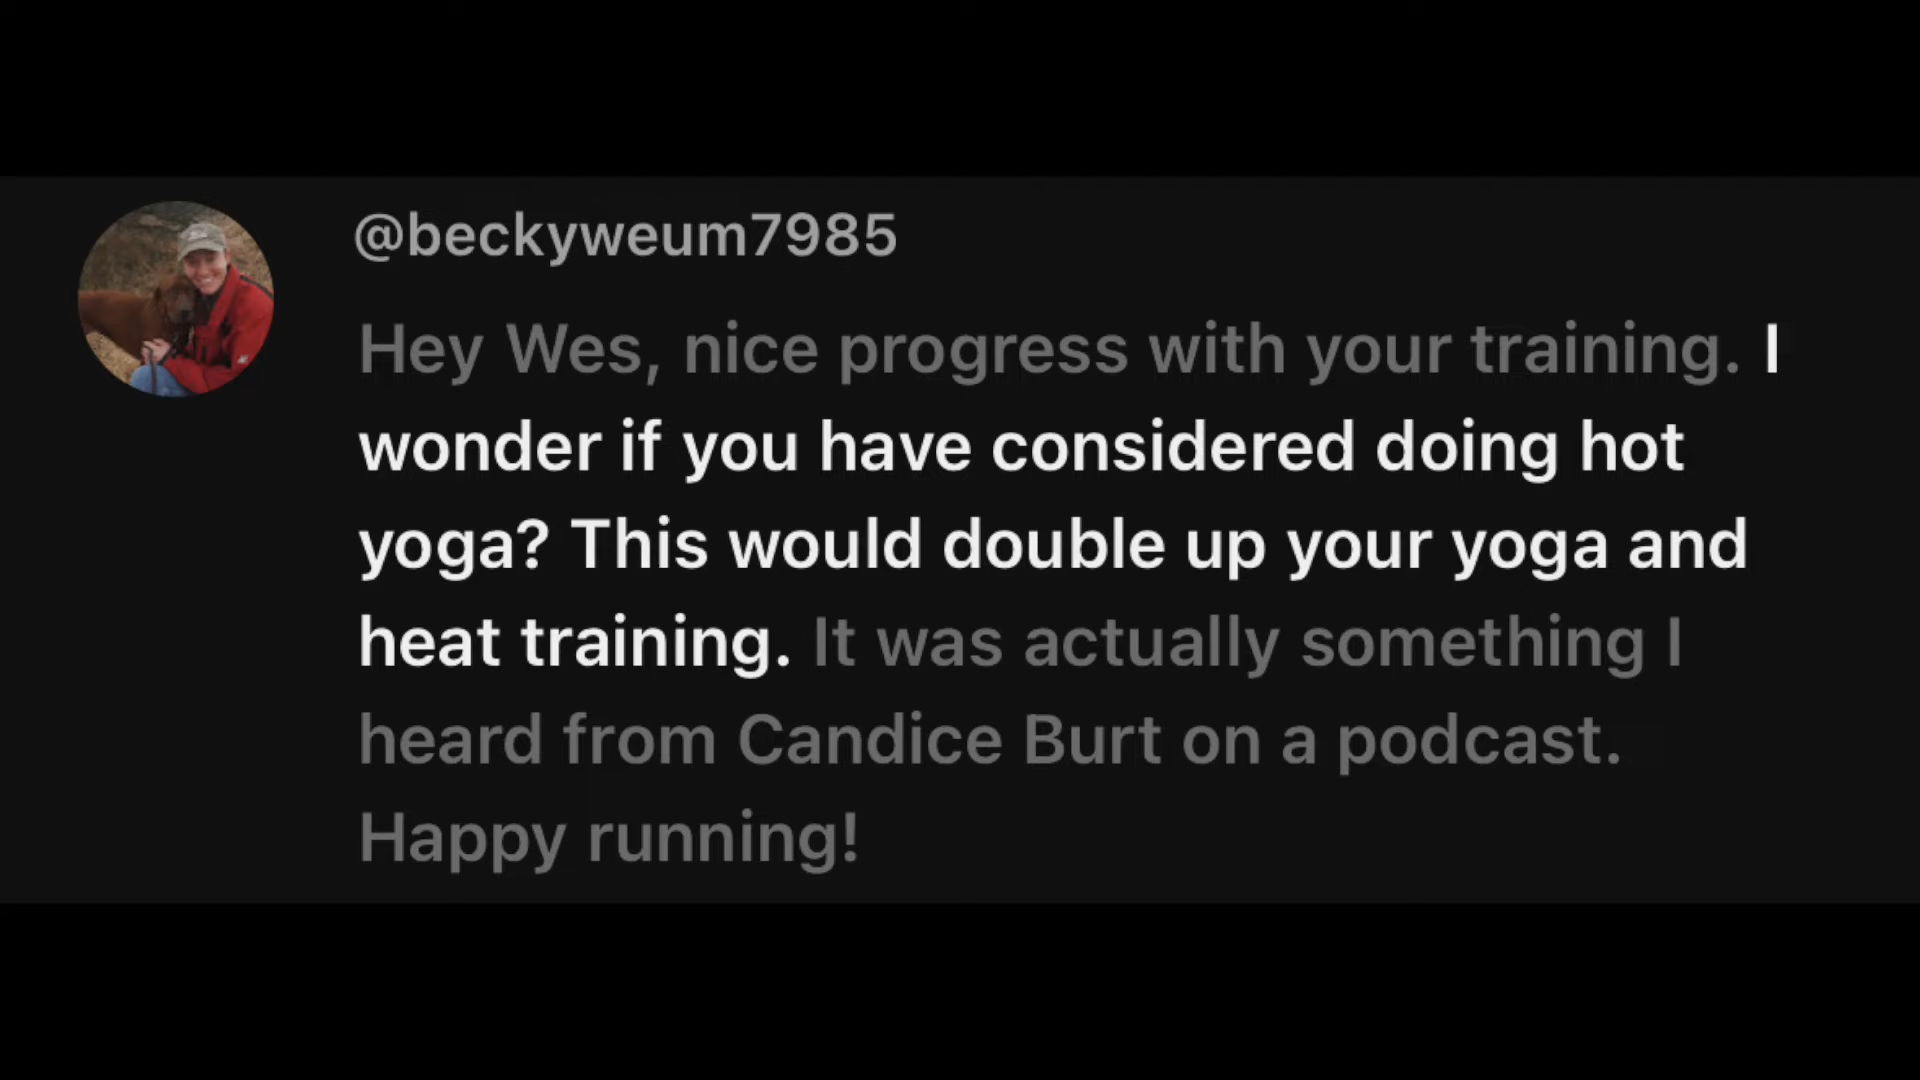 @beckyweum7985
Hey Wes, nice progress with your training. I
wonder if you have considered doing hot
yoga? This would double up your yoga and
heat training. It was actually something I
heard from Candice Burt on a podcast.
Happy running!